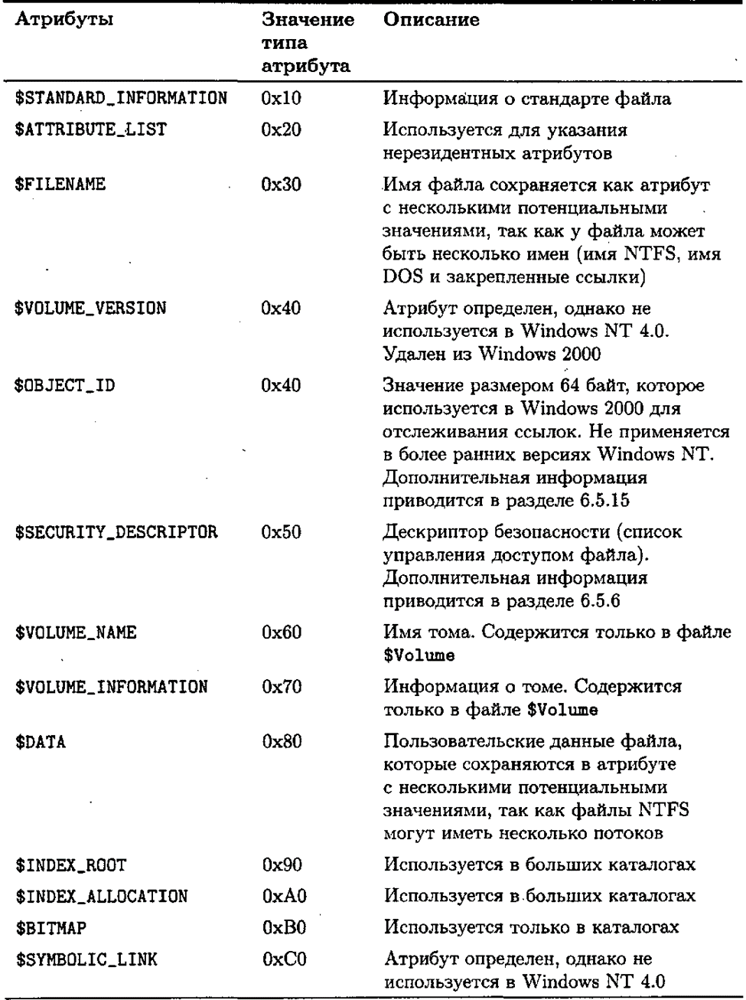 Атрибуты Значение Описание
типа
атрибута
$STANDARD_INFORMATION 0x10 Информация о стандарте файла
$ATTRIBUTE_LIST 0x20 Используется для указания
нерезидентных атрибутов
$FILENAME 0x30 Имя файла сохраняется как атрибут
с несколькими потенциальными
значениями, так как у файла может
быть несколько имен (имя NTFS, имя
DOS и закрепленные ссылки)
$VOLUME_VERSION 0x40 Атрибут определен, однако не
используется в Windows NT 4.0.
Удален из Windows 2000
$OBJECT_ID 0x40 Значение размером 64 байт, которое
используется в Windows 2000 для
отслеживания ссылок. Не применяется
в более ранних версиях Windows NT.
Дополнительная информация
приводится в разделе 6.5.15
$SECURITY_DESCRIPTOR 0x50 Дескриптор безопасности (список
управления доступом файла).
Дополнительная информация
приводится в разделе 6.5.6
$VOLUME_NAME 0x60 Имя тома. Содержится только в файле
$Volume
$VOLUME_INFORMATION 0x70 Информация о томе. Содержится
только в файле $Volume
$DATA 0x80 Пользовательские данные файла,
которые сохраняются в атрибуте
с несколькими потенциальными
значениями, так как файлы NTFS
могут иметь несколько потоков
$INDEX_ROOT 0x90 Используется в больших каталогах
$INDEX_ALLOCATION 0xA0 Используется в больших каталогах
$BITMAP 0xB0 Используется только в каталогах
$SYMBOLIC_LINK 0xC0 Атрибут определен, однако не
используется в Windows NT 4.0